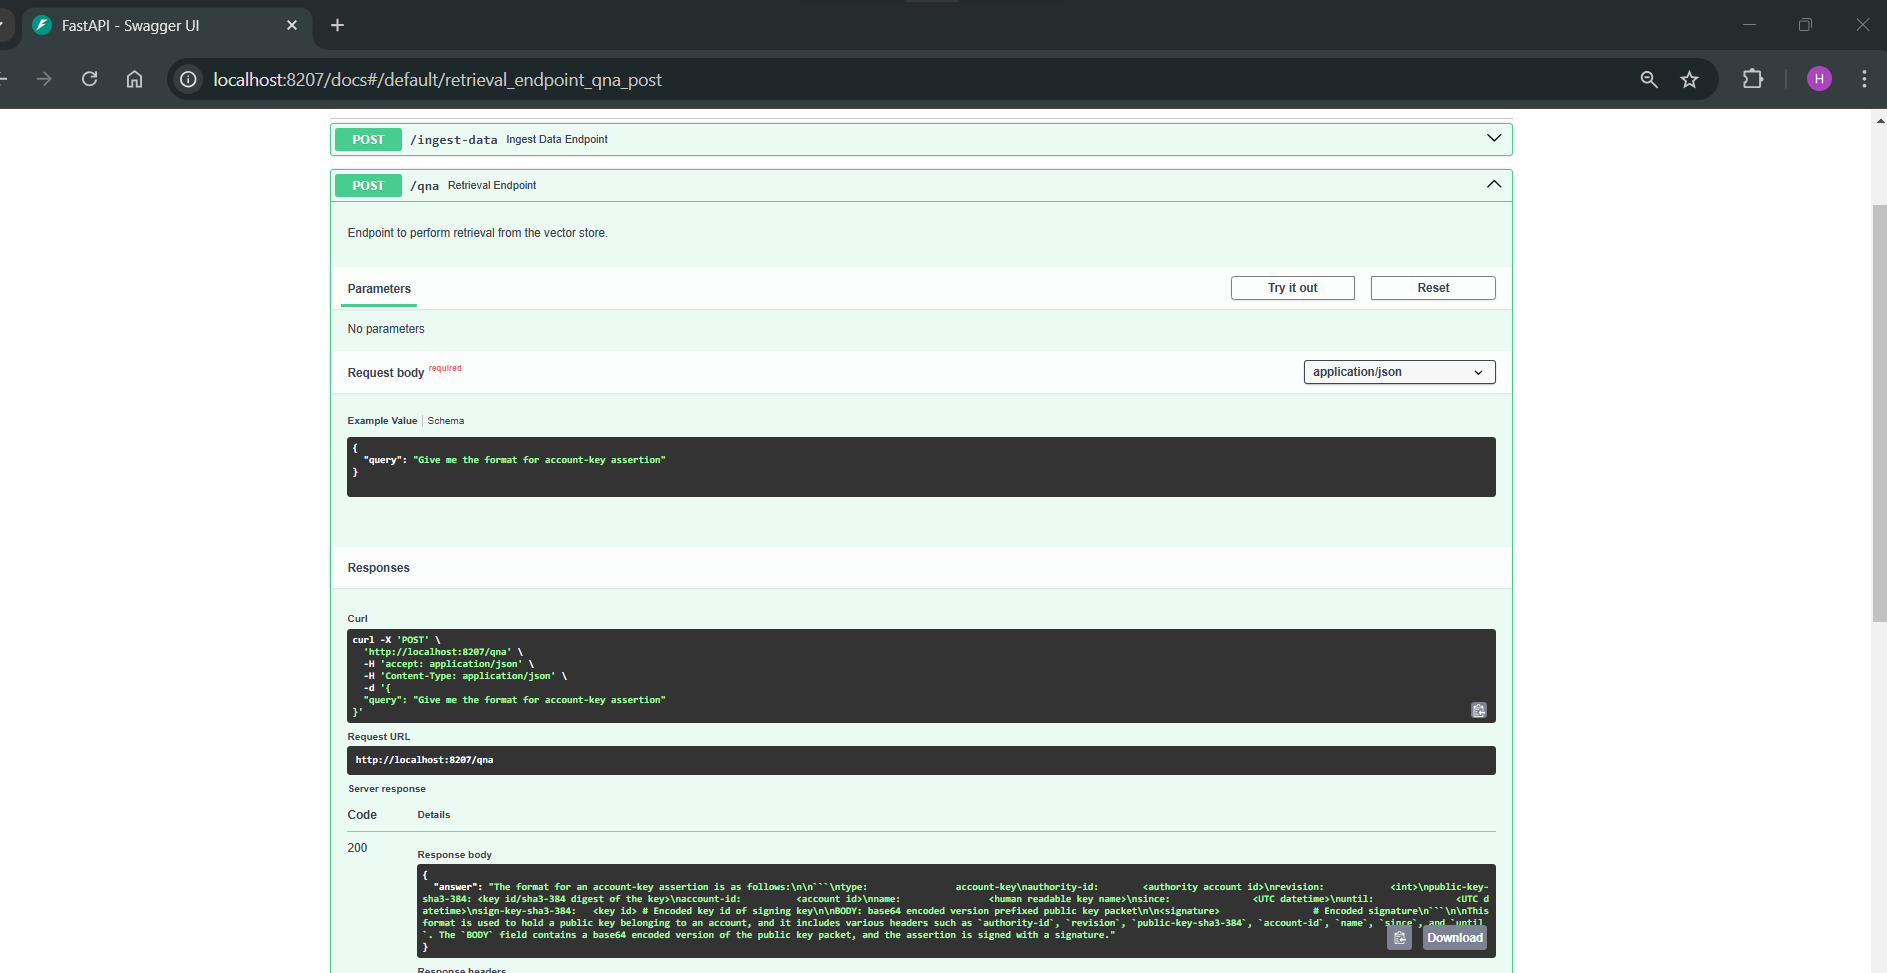 FastAPI - Swagger UI
localhost:8207/docs#/default/retrieval_endpoint_qna_post
H
POST /ingest-data Ingest Data Endpoint
POST /qna Retrieval Endpoint
Endpoint to perform retrieval from the vector store.
Parameters
Try it out
Reset
No parameters
Request body required
application/json
Example Value | Schema
{
"query": "Give me the format for account-key assertion"
}
Responses
Curl
curl -X 'POST' \
'http://localhost:8207/qna' \
-H 'accept: application/json' \
-H 'Content-Type: application/json' \
-d '{
"query": "Give me the format for account-key assertion"
}'
Request URL
http://localhost:8207/qna
Server response
Code Details
200
Response body
{
"answer": "The format for an account-key assertion is as follows:\n\n```\ntype: account-key\nauthority-id: <authority account id>\nrevision: <int>\npublic-key-
sha3-384: <key id/sha3-384 digest of the key>\naccount-id: <account id>\nname: <human readable key name>\nsince: <UTC datetime>\nuntil: <UTC d
atetime>\nsign-key-sha3-384: <key id> # Encoded key id of signing key\n\nBODY: base64 encoded version prefixed public key packet\n\n<signature> # Encoded signature\n```\n\nThis
format is used to hold a public key belonging to an account, and it includes various headers such as `authority-id`, `revision`, `public-key-sha3-384`, `account-id`, `name`, `since`, and `until
`. The `BODY` field contains a base64 encoded version of the public key packet, and the assertion is signed with a signature."
}
Download
Response headers